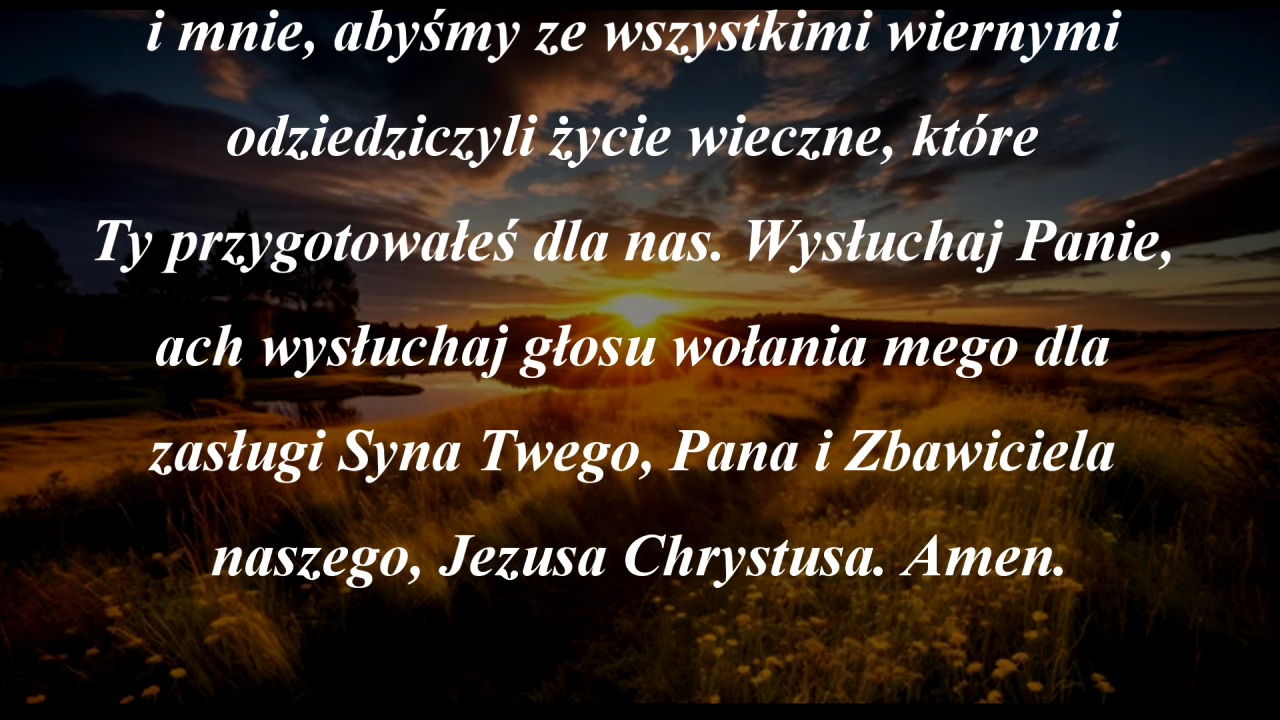 i mnie, abyśmy ze wszystkimi wiernymi
odziedziczyli życie wieczne, które
Ty przygotowałeś dla nas. Wysłuchaj Panie,
ach wysłuchaj głosu wołania mego dla
zasługi Syna Twego, Pana i Zbawiciela
naszego, Jezusa Chrystusa. Amen.